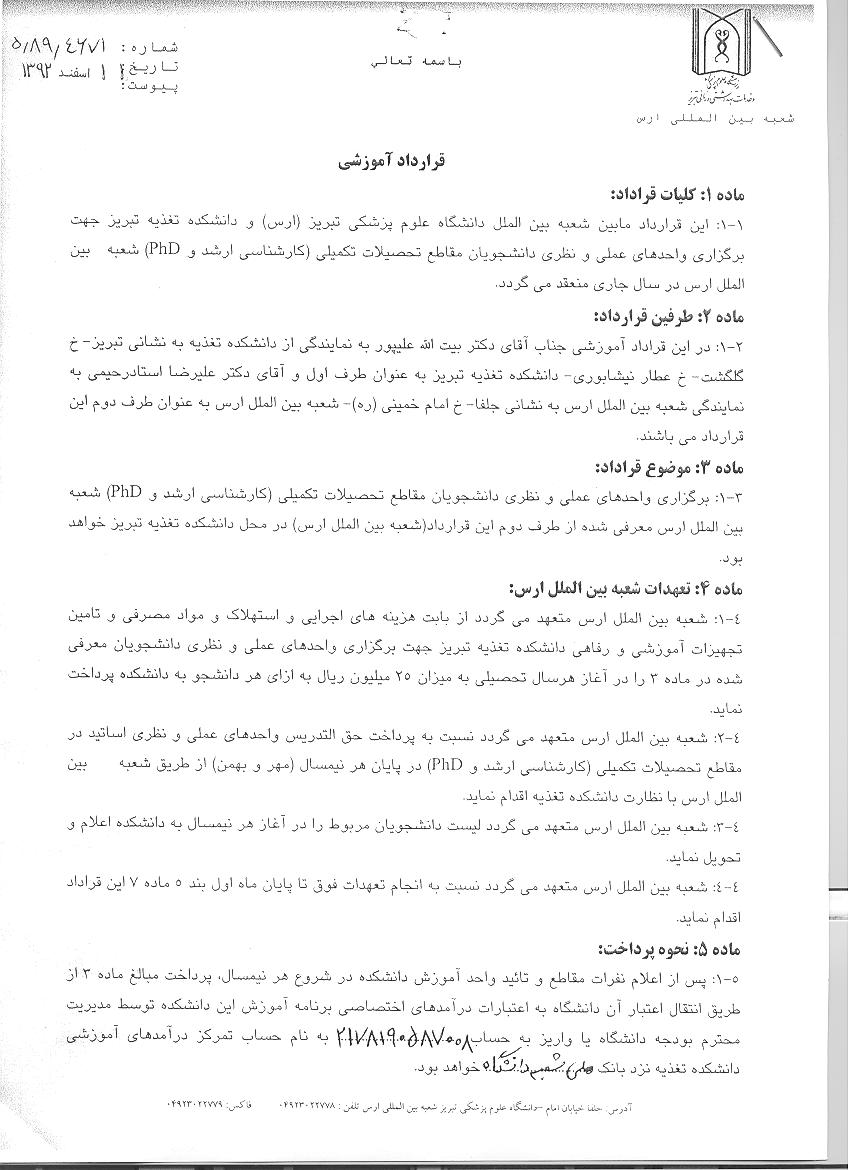 باسمه تعالي
شماره: ۵/۸۹/۴۶۷۱
تاریخ: ۱ اسفند ۱۳۹۲
پیوست:
دانشگاه علوم پزشکی
و خدمات بهداشتی درمانی تبریز
شعبه بین المللی ارس
قرارداد آموزشی
ماده ۱: کلیات قراداد:
۱-۱: این قرارداد مابین شعبه بین الملل دانشگاه علوم پزشکی تبریز (ارس) و دانشکده تغذیه تبریز جهت
برگزاری واحدهای عملی و نظری دانشجویان مقاطع تحصیلات تکمیلی (کارشناسی ارشد و PhD) شعبه بین
الملل ارس در سال جاری منعقد می گردد.
ماده ۲: طرفین قرارداد:
۱-۲: در این قراداد آموزشی جناب آقای دکتر بیت الله علیپور به نمایندگی از دانشکده تغذیه به نشانی تبریز- خ
گلگشت- خ عطار نیشابوری- دانشکده تغذیه تبریز به عنوان طرف اول و آقای دکتر علیرضا استادرحیمی به
نمایندگی شعبه بین الملل ارس به نشانی جلفا- خ امام خمینی (ره)- شعبه بین الملل ارس به عنوان طرف دوم این
قرارداد می باشند.
ماده ۳: موضوع قراداد:
۱-۳: برگزاری واحدهای عملی و نظری دانشجویان مقاطع تحصیلات تکمیلی (کارشناسی ارشد و PhD) شعبه
بین الملل ارس معرفی شده از طرف دوم این قرارداد(شعبه بین الملل ارس) در محل دانشکده تغذیه تبریز خواهد
بود.
ماده ۴: تعهدات شعبه بین الملل ارس:
۱-٤: شعبه بین الملل ارس متعهد می گردد از بابت هزینه های اجرایی و استهلاک و مواد مصرفی و تامین
تجهیزات آموزشی و رفاهی دانشکده تغذیه تبریز جهت برگزاری واحدهای عملی و نظری دانشجویان معرفی
شده در ماده ۳ را در آغاز هرسال تحصیلی به میزان ۲۵ میلیون ریال به ازای هر دانشجو به دانشکده پرداخت
نماید.
۲-٤: شعبه بین الملل ارس متعهد می گردد نسبت به پرداخت حق التدریس واحدهای عملی و نظری اساتید در
مقاطع تحصیلات تکمیلی (کارشناسی ارشد و PhD) در پایان هر نیمسال (مهر و بهمن) از طریق شعبه بین
الملل ارس با نظارت دانشکده تغذیه اقدام نماید.
۳-٤: شعبه بین الملل ارس متعهد می گردد لیست دانشجویان مربوط را در آغاز هر نیمسال به دانشکده اعلام و
تحویل نماید.
٤-٤: شعبه بین الملل ارس متعهد می گردد نسبت به انجام تعهدات فوق تا پایان ماه اول بند ۵ ماده ۷ این قراداد
اقدام نماید.
ماده ۵: نحوه پرداخت:
۱-۵: پس از اعلام نفرات مقاطع و تائید واحد آموزش دانشکده در شروع هر نیمسال، پرداخت مبالغ ماده ۳ از
طریق انتقال اعتبار آن دانشگاه به اعتبارات درآمدهای اختصاصی برنامه آموزش این دانشکده توسط مدیریت
محترم بودجه دانشگاه یا واریز به حساب ۲۱۷۸۱۹۰۵۸۷۰۰۸ به نام حساب تمرکز درآمدهای آموزشی
دانشکده تغذیه نزد بانک ملی شعبه دانشگاه خواهد بود.
آدرس: جلفا خیابان امام –دانشگاه علوم پزشکی تبریز شعبه بین المللی ارس تلفن : ۰۴۹۲۳۰۲۲۷۷۸ فاکس: ۰۴۹۲۳۰۲۲۷۷۹